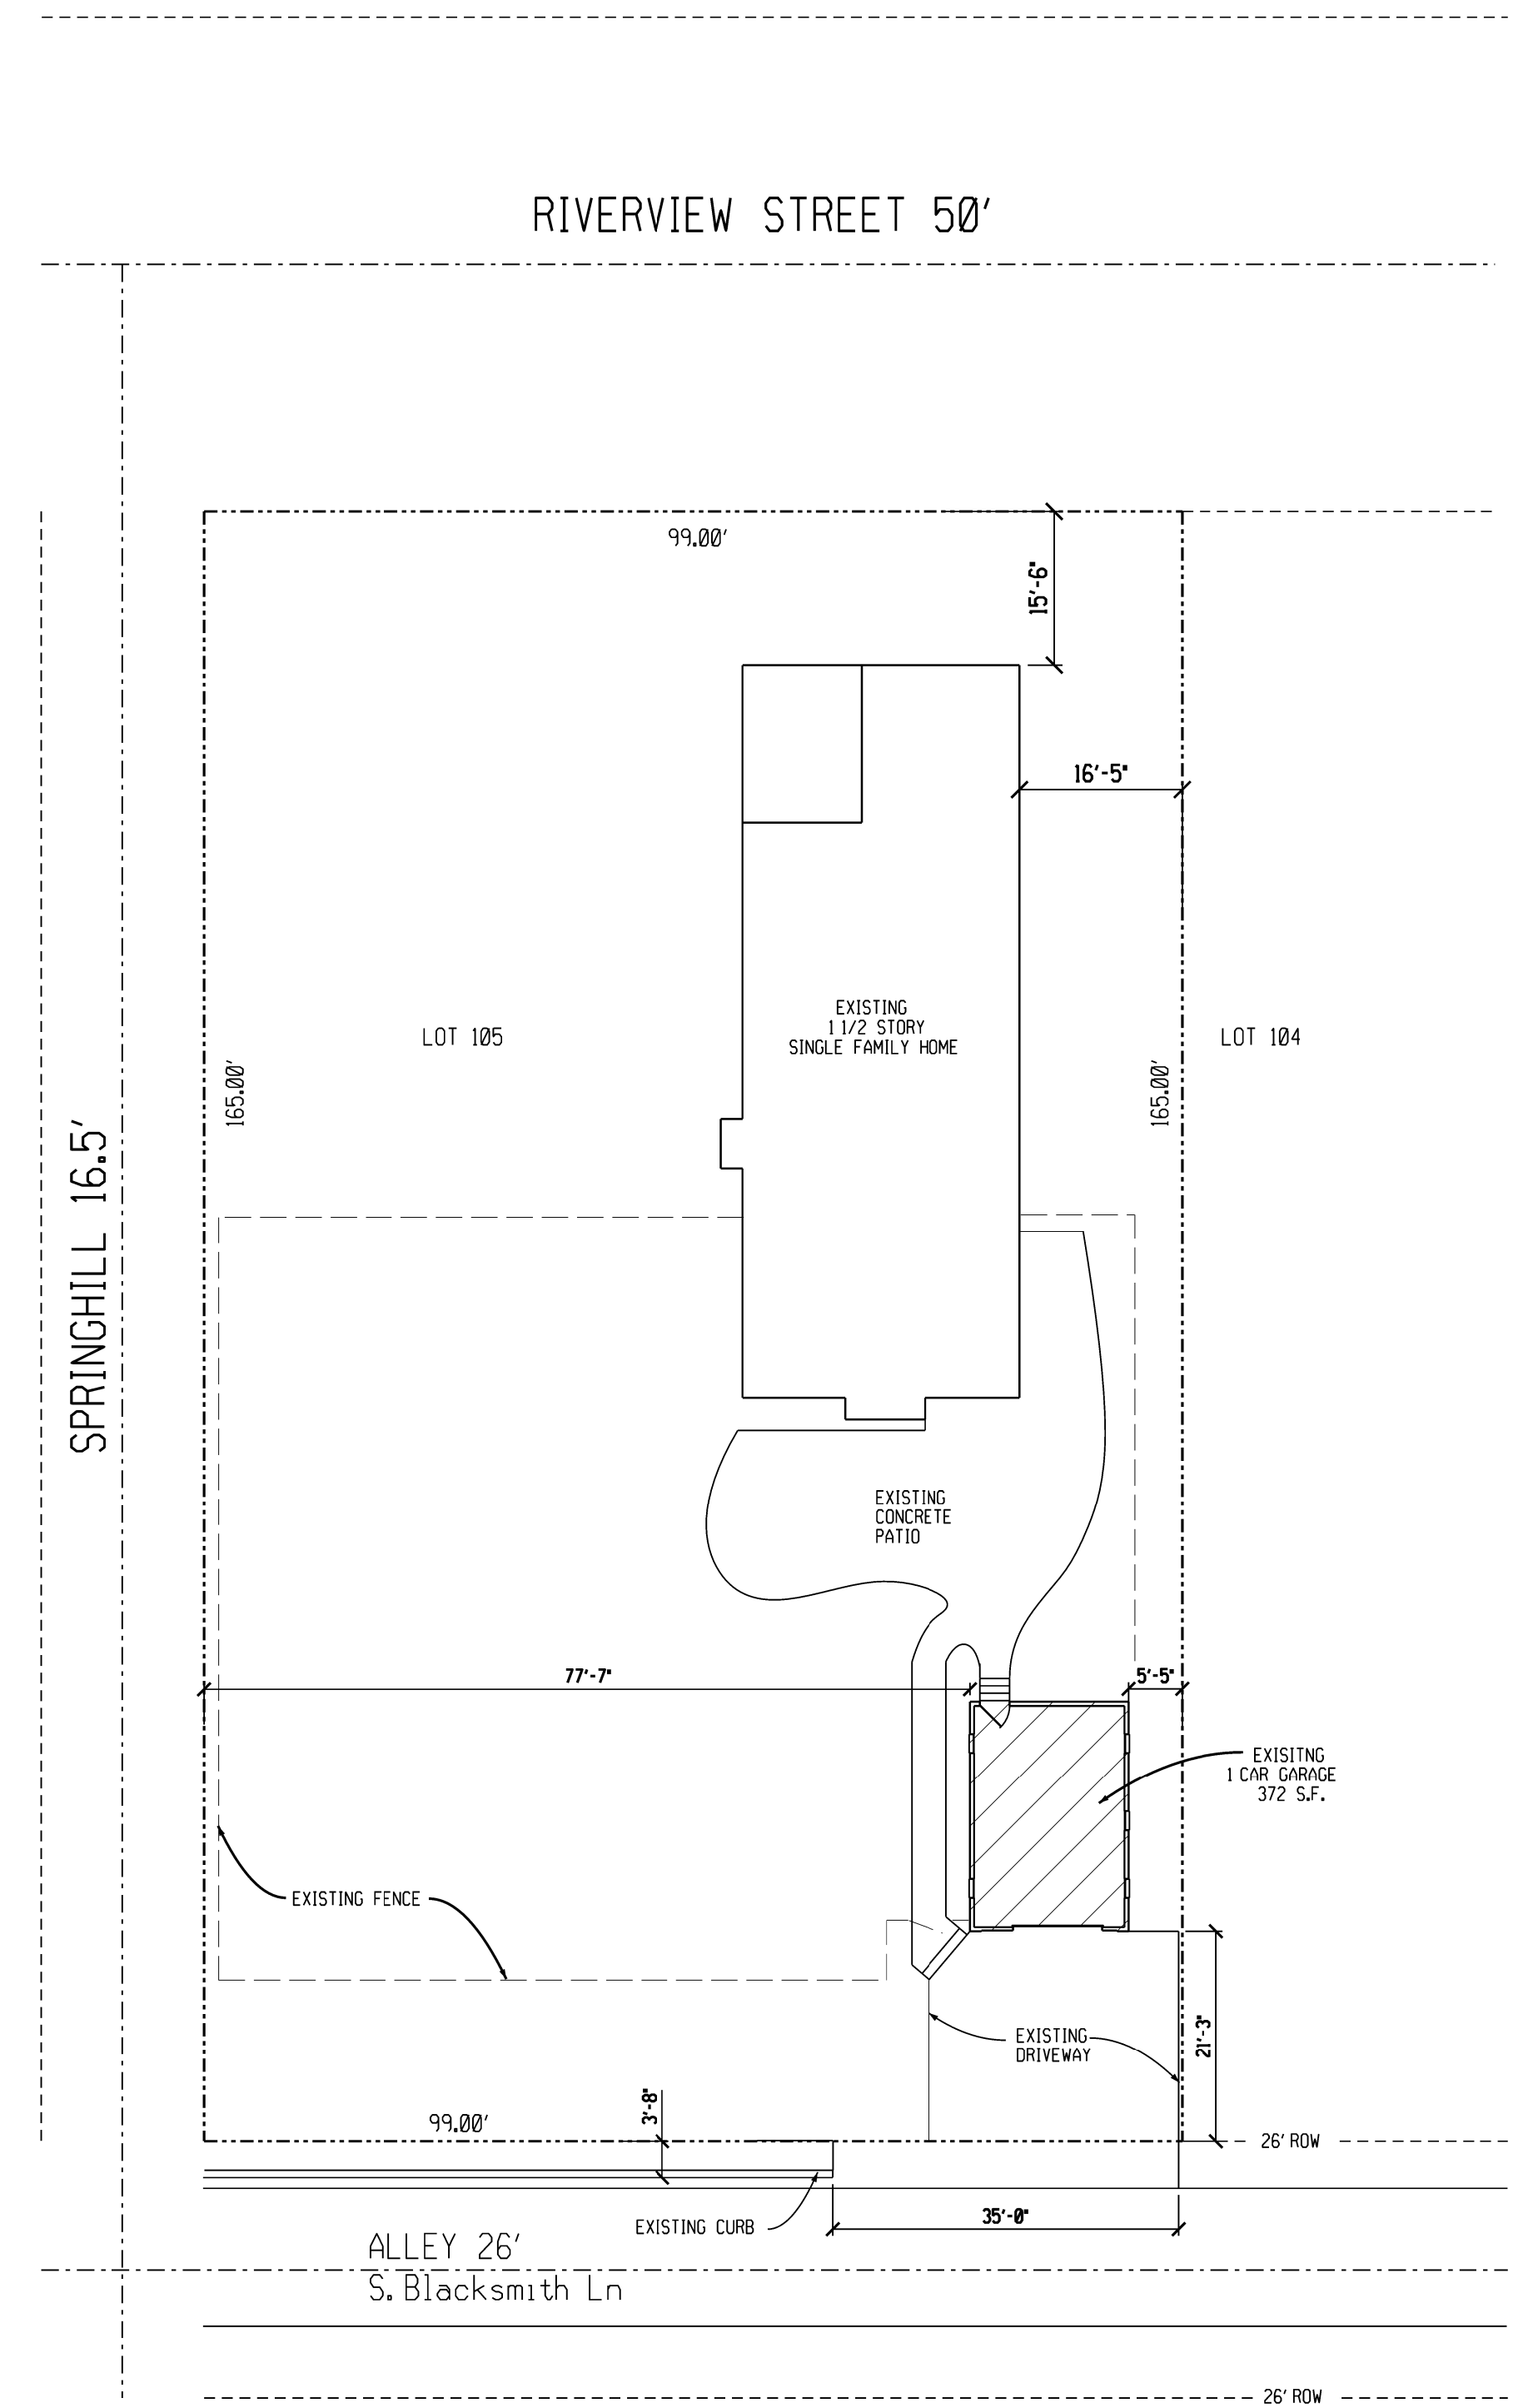 RIVERVIEW STREET 50'
99.00'
15'-6"
16'-5"
EXISTING
1 1/2 STORY
SINGLE FAMILY HOME
LOT 105
LOT 104
165.00'
165.00'
SPRINGHILL 16.5'
EXISTING
CONCRETE
PATIO
77'-7"
5'-5"
EXISITNG
1 CAR GARAGE
372 S.F.
EXISTING FENCE
EXISTING
DRIVEWAY
21'-3"
3'-8"
99.00'
26' ROW
35'-0"
EXISTING CURB
ALLEY 26'
S. Blacksmith Ln
26' ROW